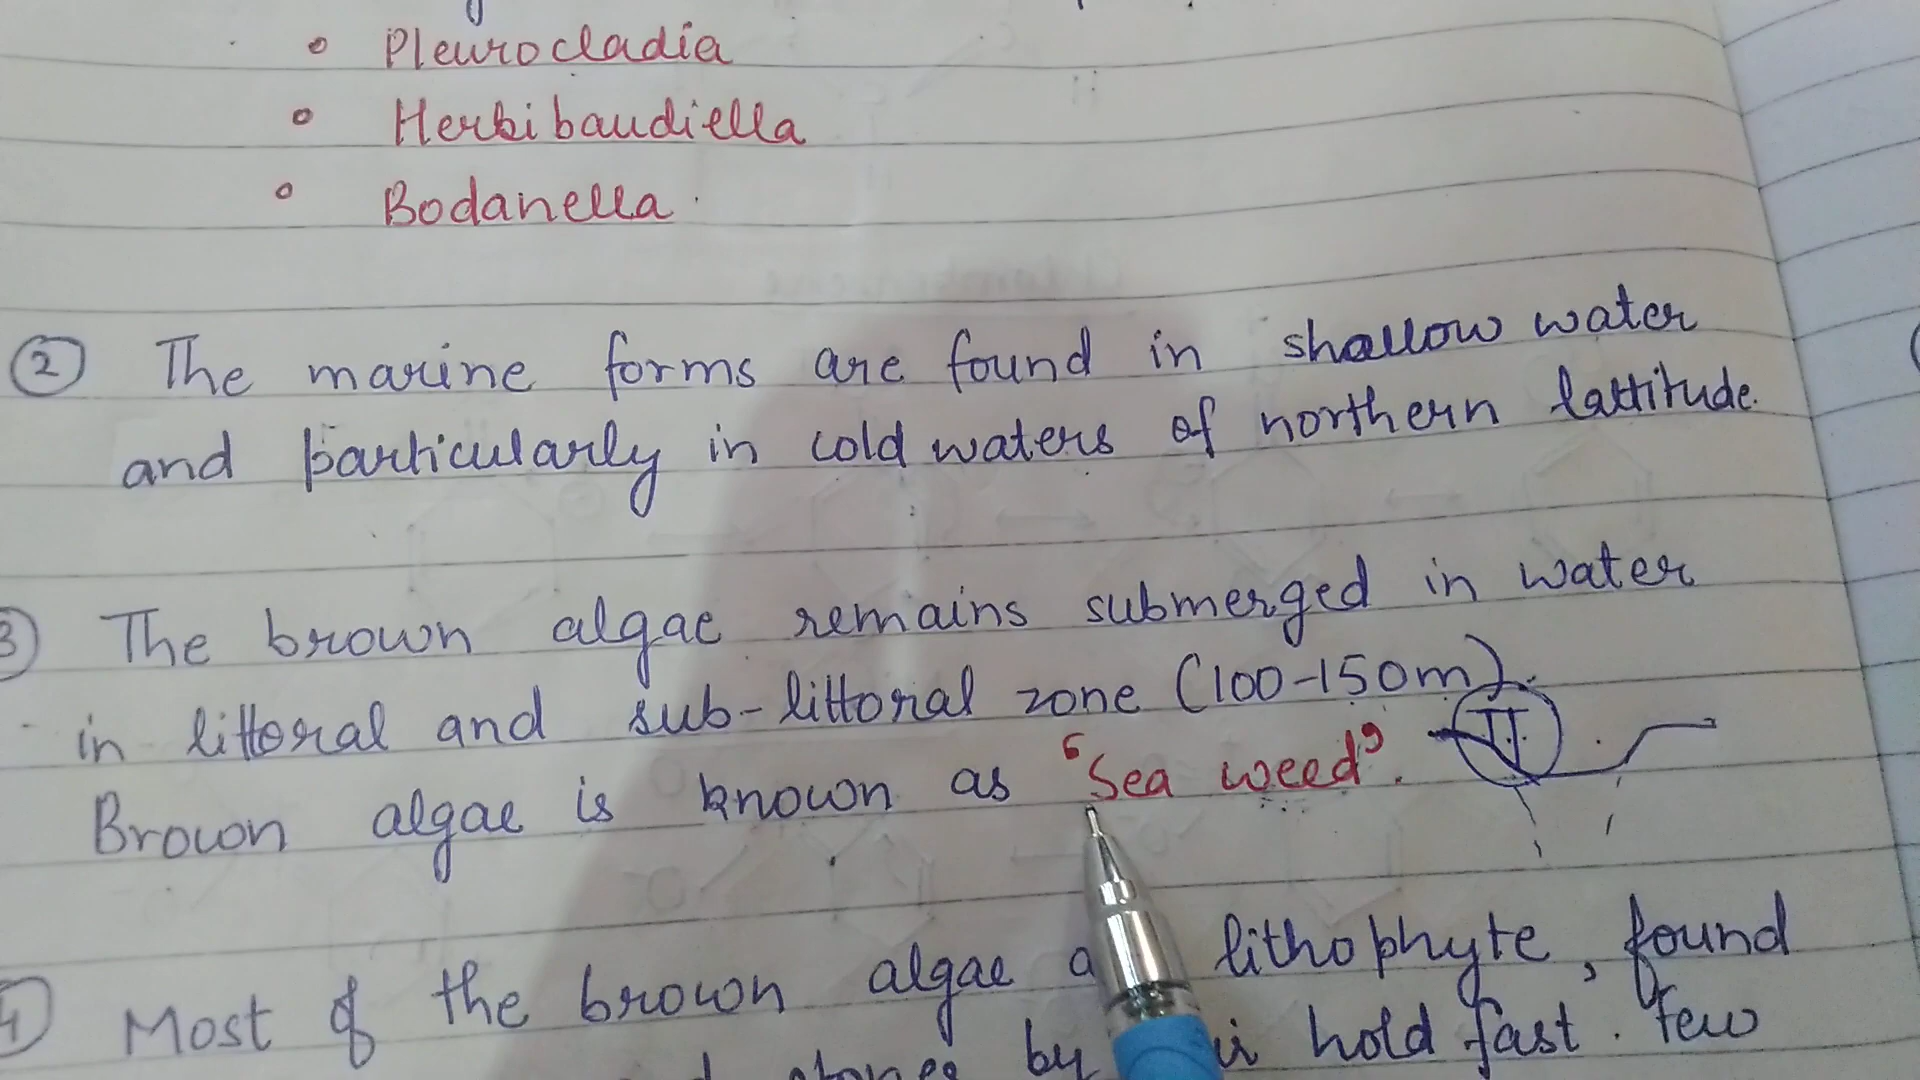 • Pleurocladia
• Herbibaudiella
• Bodanella.
② The marine forms are found in shallow water
and particularly in cold waters of northern lattitude.
③ The brown algae remains submerged in water
in littoral and sub-littoral zone (100-150m).
Brown algae is known as 'Sea weed'.
④ Most of the brown algae lithophyte, found
by hold fast. Few